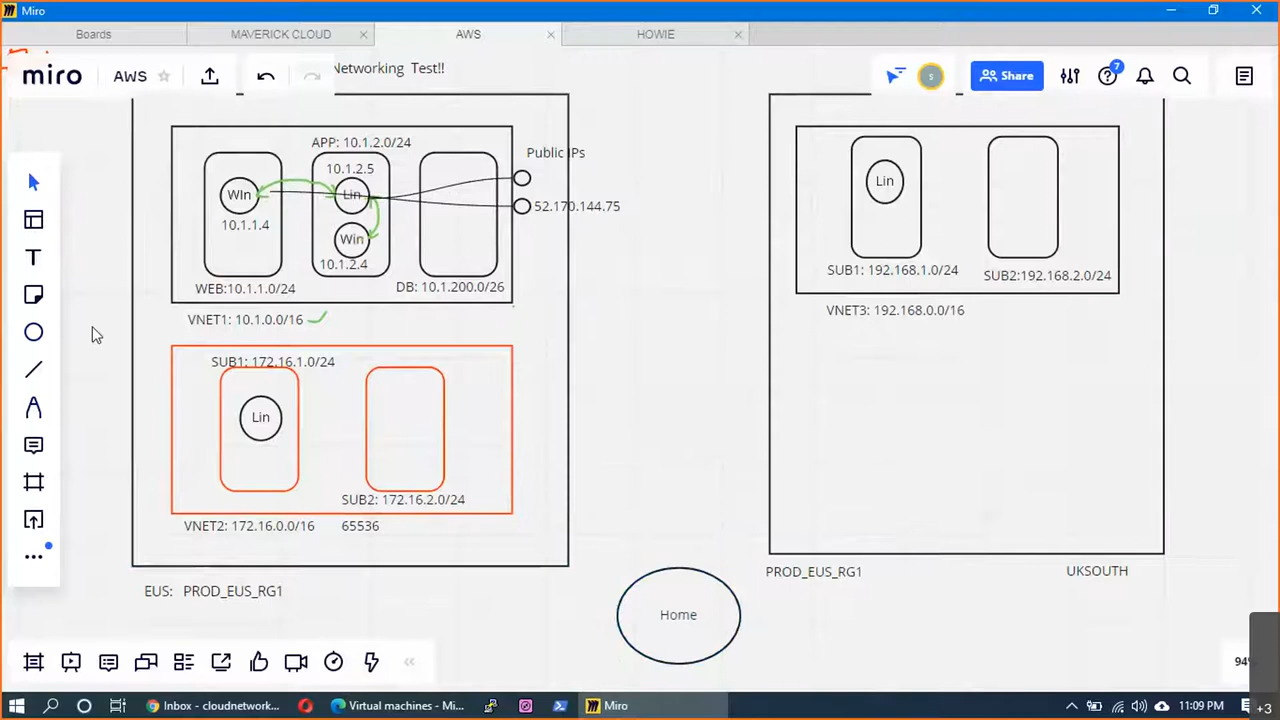 Miro
Boards
MAVERICK CLOUD
AWS
HOWIE
miro
AWS
Networking Test!!
s
Share
7
APP: 10.1.2.0/24
10.1.2.5
Public IPs
WIn
Lin
10.1.1.4
Win
10.1.2.4
52.170.144.75
WEB:10.1.1.0/24
DB: 10.1.200.0/26
VNET1: 10.1.0.0/16
SUB1: 172.16.1.0/24
Lin
SUB2: 172.16.2.0/24
VNET2: 172.16.0.0/16
65536
EUS: PROD_EUS_RG1
Lin
SUB1: 192.168.1.0/24
SUB2:192.168.2.0/24
VNET3: 192.168.0.0/16
PROD_EUS_RG1
UKSOUTH
Home
94%
Inbox - cloudnetwork...
Virtual machines - Mi...
Miro
11:09 PM
+3